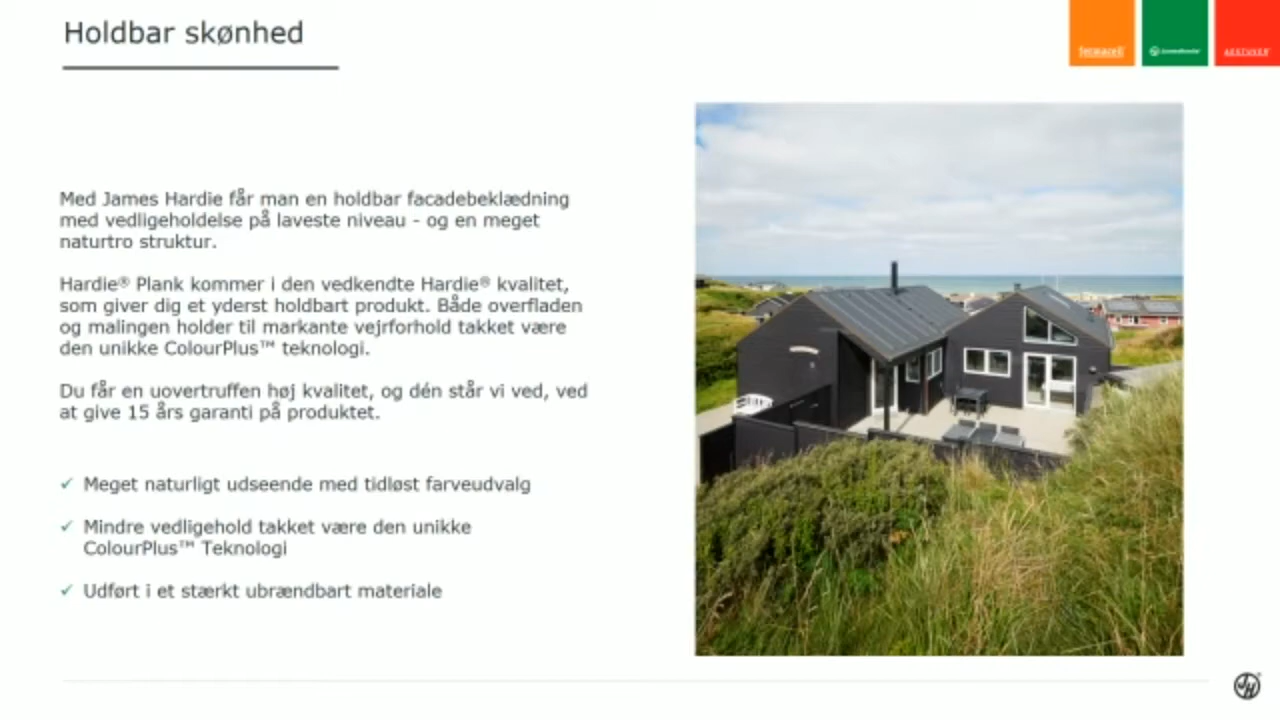 Holdbar skønhed
fermacell
JamesHardie
AESTUVER
Med James Hardie får man en holdbar facadebeklædning
med vedligeholdelse på laveste niveau - og en meget
naturtro struktur.
Hardie® Plank kommer i den vedkendte Hardie® kvalitet,
som giver dig et yderst holdbart produkt. Både overfladen
og malingen holder til markante vejrforhold takket være
den unikke ColourPlus™ teknologi.
Du får en uovertruffen høj kvalitet, og dén står vi ved, ved
at give 15 års garanti på produktet.
✓ Meget naturligt udseende med tidløst farveudvalg
✓ Mindre vedligehold takket være den unikke
ColourPlus™ Teknologi
✓ Udført i et stærkt ubrændbart materiale
JH